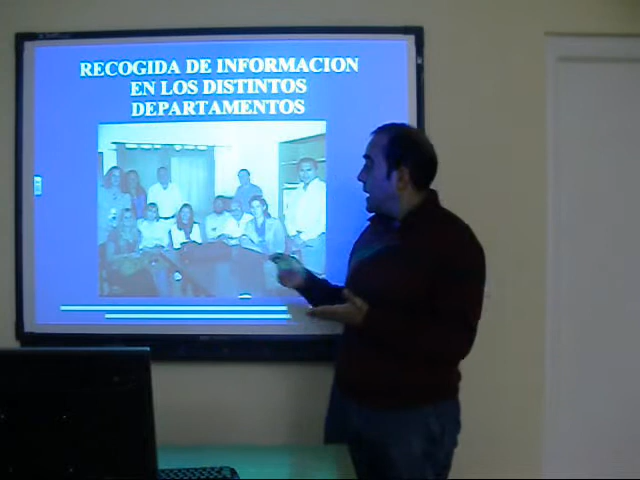 RECOGIDA DE INFORMACION
EN LOS DISTINTOS
DEPARTAMENTOS